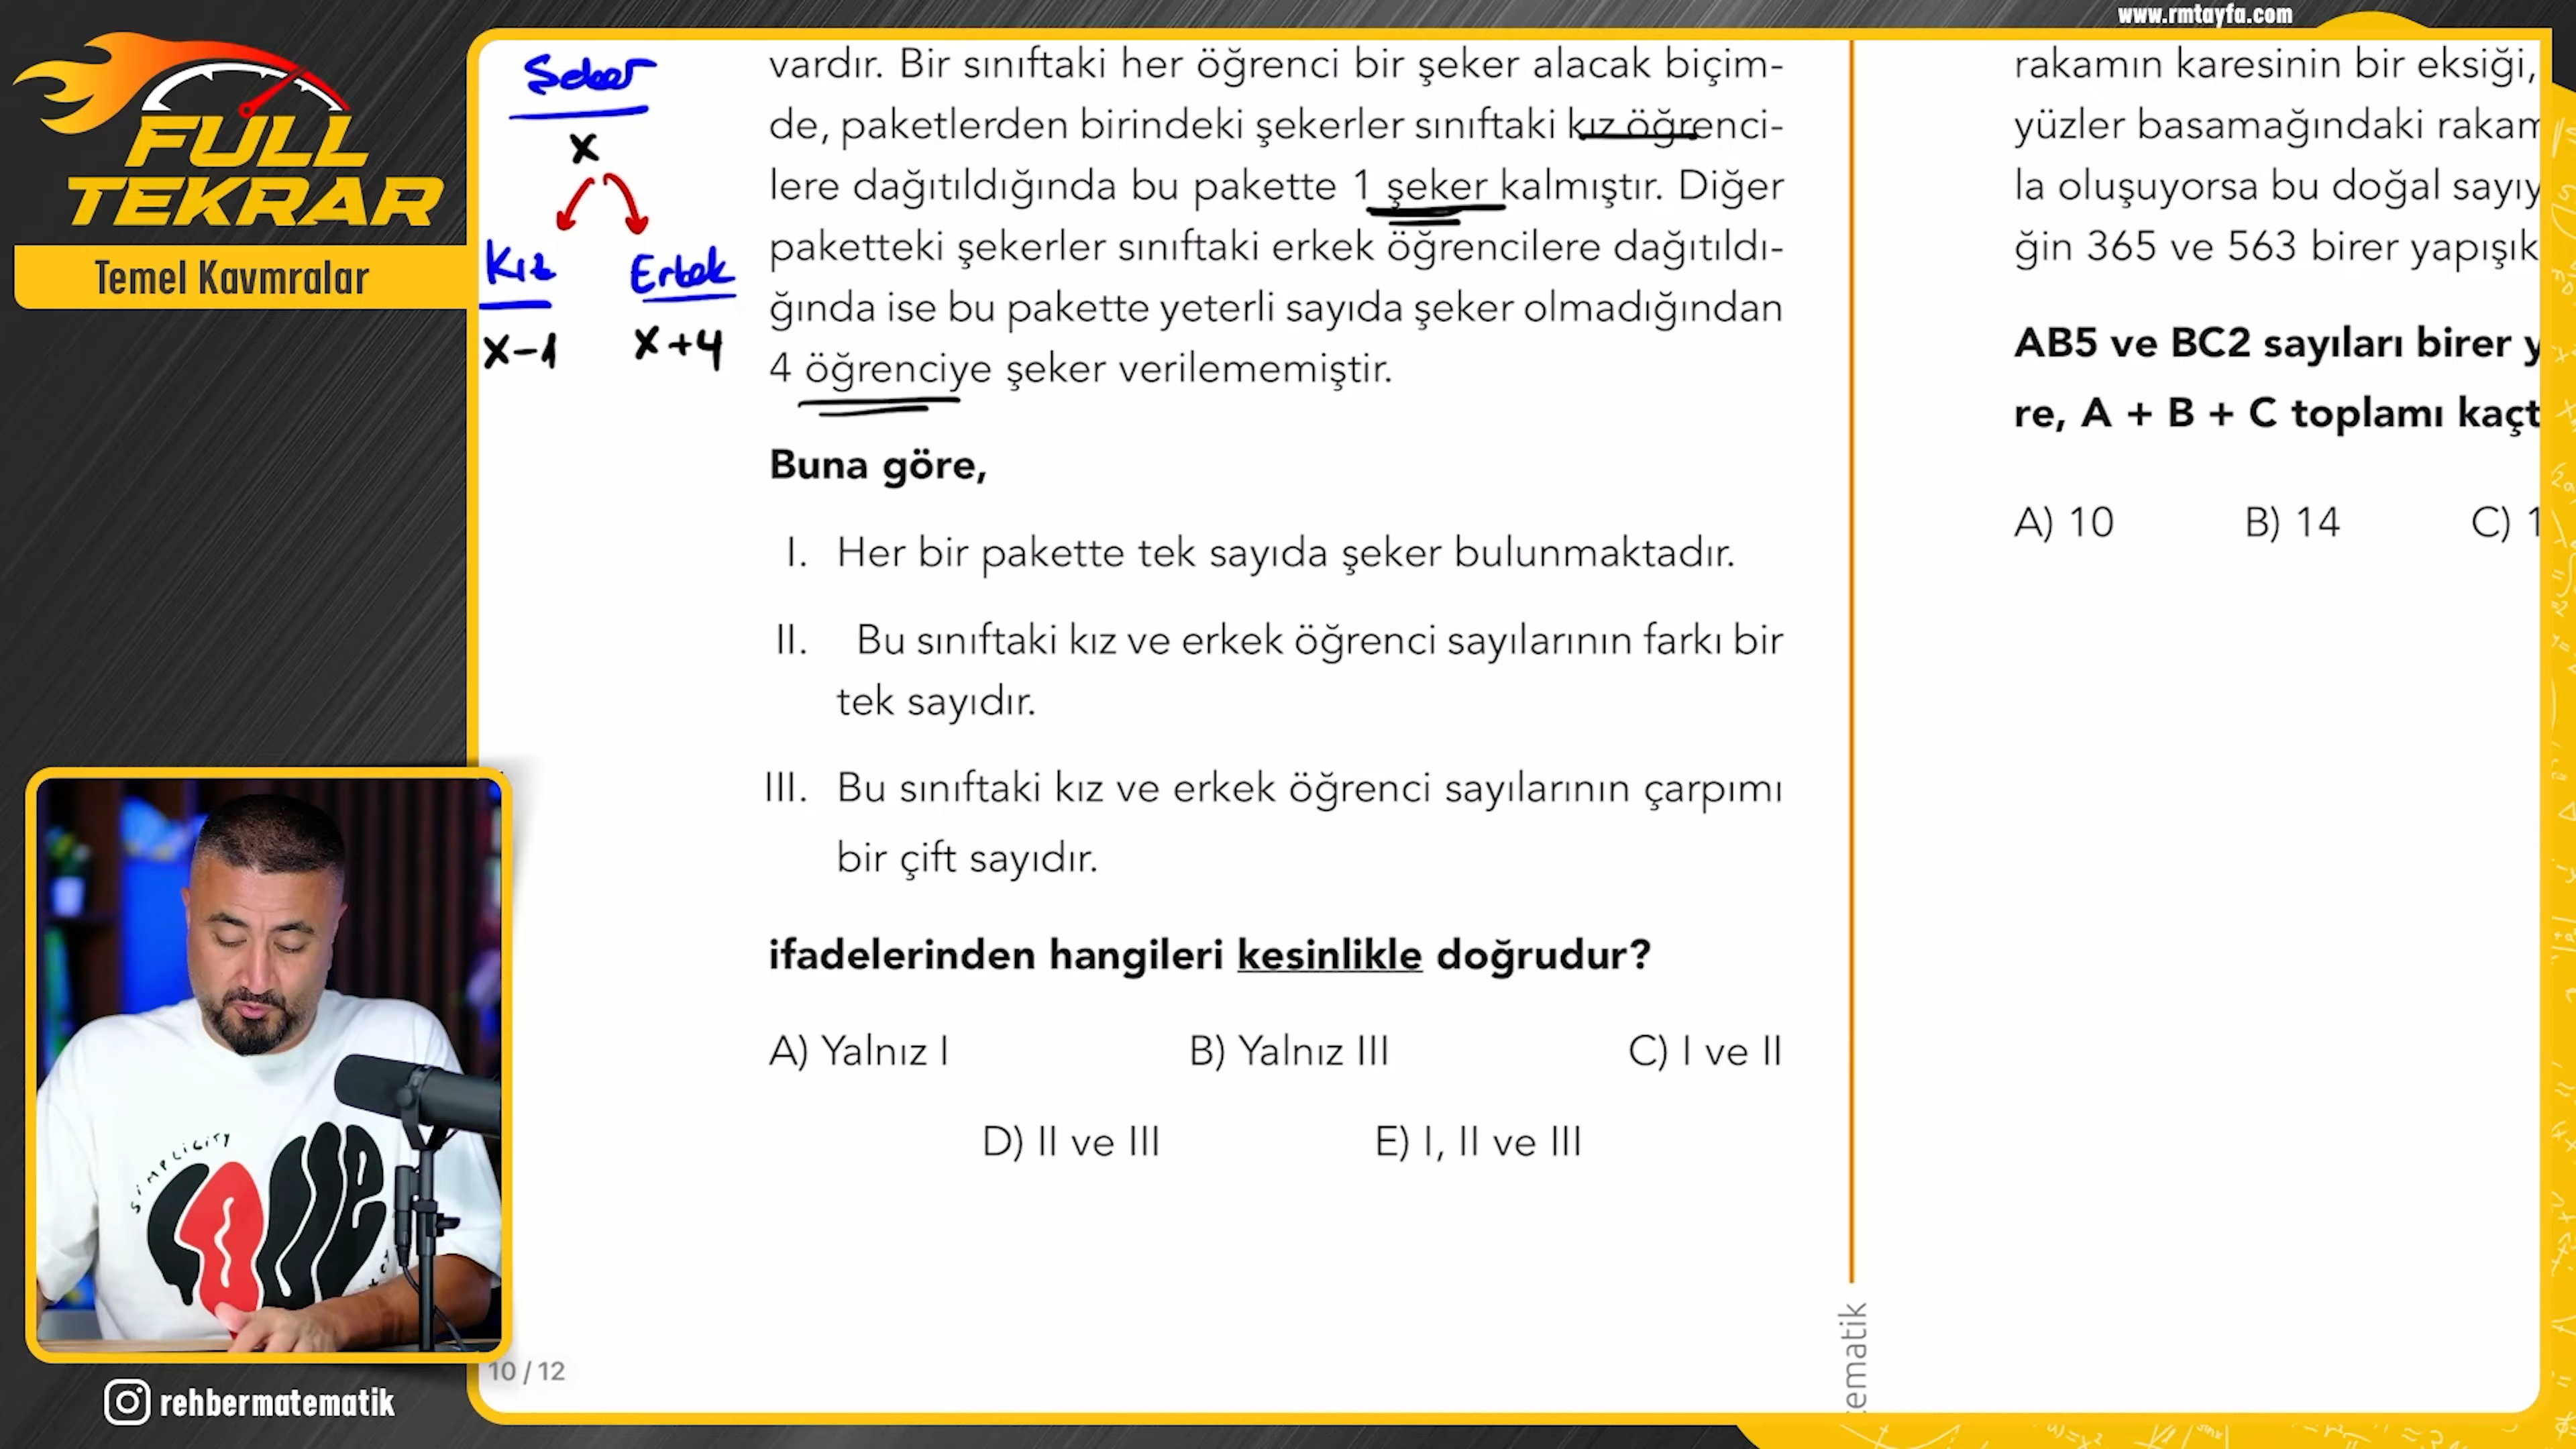 www.rmtayfa.com
FULL
TEKRAR
Temel Kavmralar
Şeker
x
Kız
Erkek
x-1
x+4
vardır. Bir sınıftaki her öğrenci bir şeker alacak biçim-
de, paketlerden birindeki şekerler sınıftaki kız öğrenci-
lere dağıtıldığında bu pakette 1 şeker kalmıştır. Diğer
paketteki şekerler sınıftaki erkek öğrencilere dağıtıldı-
ğında ise bu pakette yeterli sayıda şeker olmadığından
4 öğrenciye şeker verilememiştir.
Buna göre,
I. Her bir pakette tek sayıda şeker bulunmaktadır.
II. Bu sınıftaki kız ve erkek öğrenci sayılarının farkı bir
tek sayıdır.
III. Bu sınıftaki kız ve erkek öğrenci sayılarının çarpımı
bir çift sayıdır.
ifadelerinden hangileri kesinlikle doğrudur?
A) Yalnız I B) Yalnız III C) I ve II
D) II ve III E) I, II ve III
10 / 12
rakamın karesinin bir eksiği,
yüzler basamağındaki rakam
la oluşuyorsa bu doğal sayıy
ğin 365 ve 563 birer yapışık
AB5 ve BC2 sayıları birer y
re, A + B + C toplamı kaçt
A) 10 B) 14 C) 1
ematik
SIMPLICITY
rehbermatematik